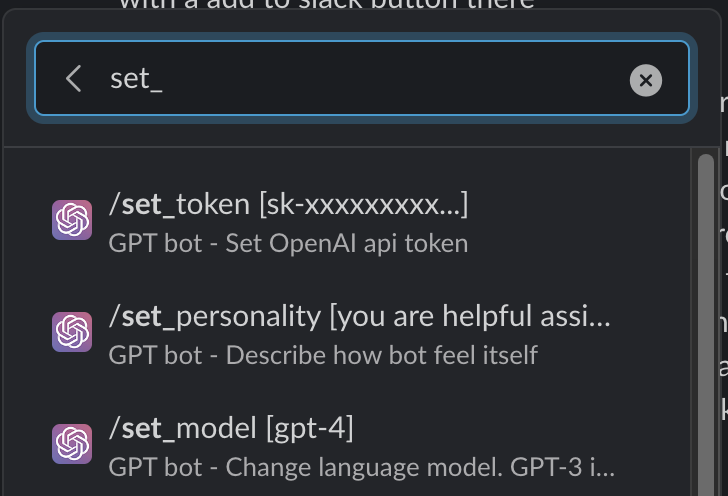 with a add to slack button there
set_
/set_token [sk-xxxxxxxxx...]
GPT bot - Set OpenAI api token
/set_personality [you are helpful assi...
GPT bot - Describe how bot feel itself
/set_model [gpt-4]
GPT bot - Change language model. GPT-3 i...